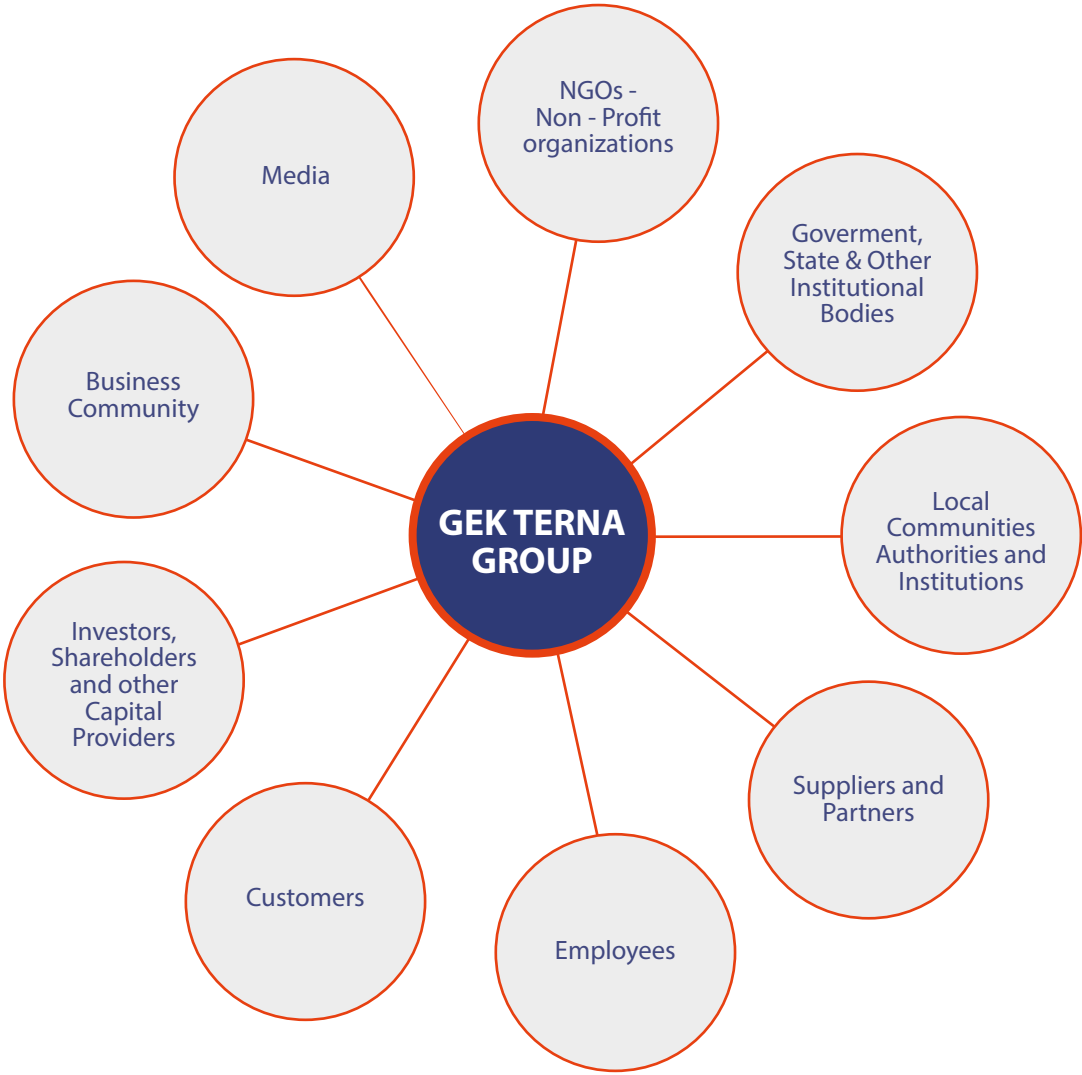 NGOs -
Non - Profit
organizations
Media
Goverment,
State & Other
Institutional
Bodies
Business
Community
Local
Communities
Authorities and
Institutions
GEK TERNA
GROUP
Investors,
Shareholders
and other
Capital
Providers
Suppliers and
Partners
Customers
Employees